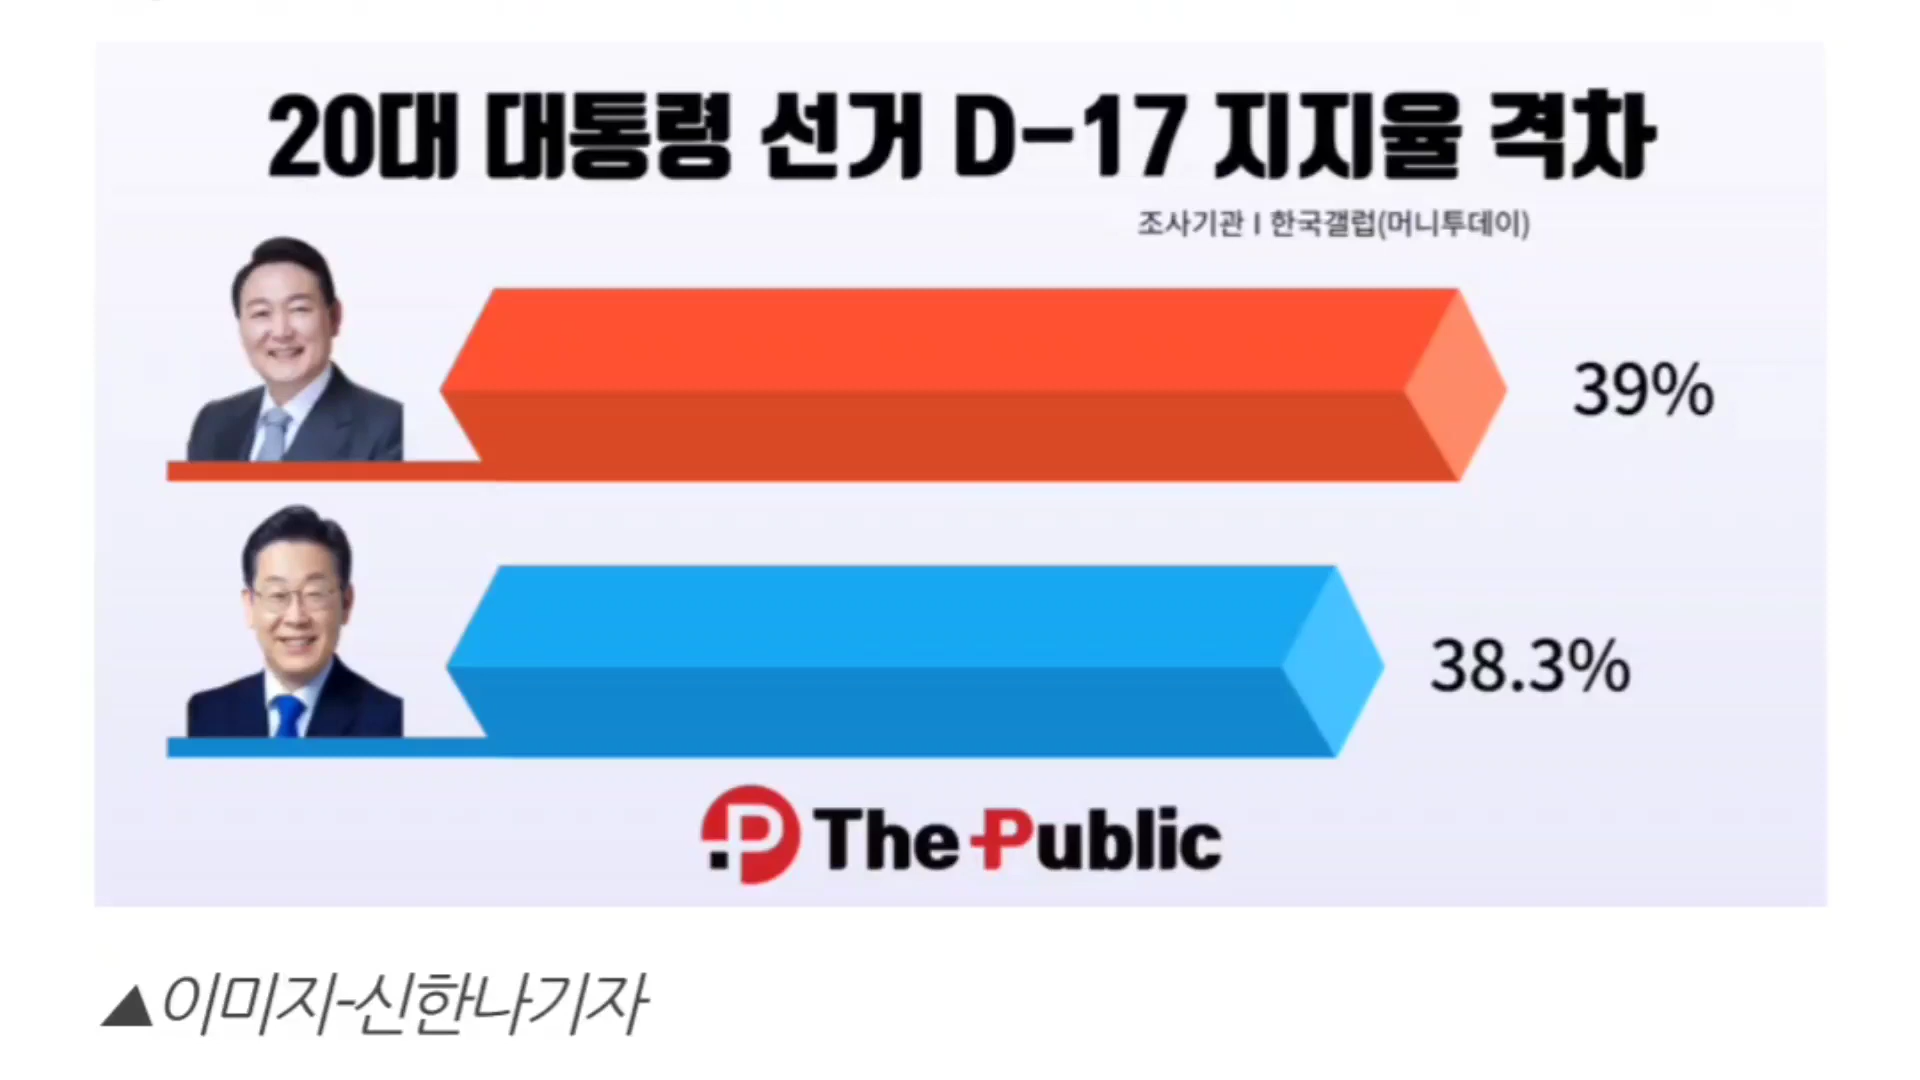 20대 대통령 선거 D-17 지지율 격차
조사기관 I 한국갤럽(머니투데이)
39%
38.3%
The Public
▲이미지-신한나기자